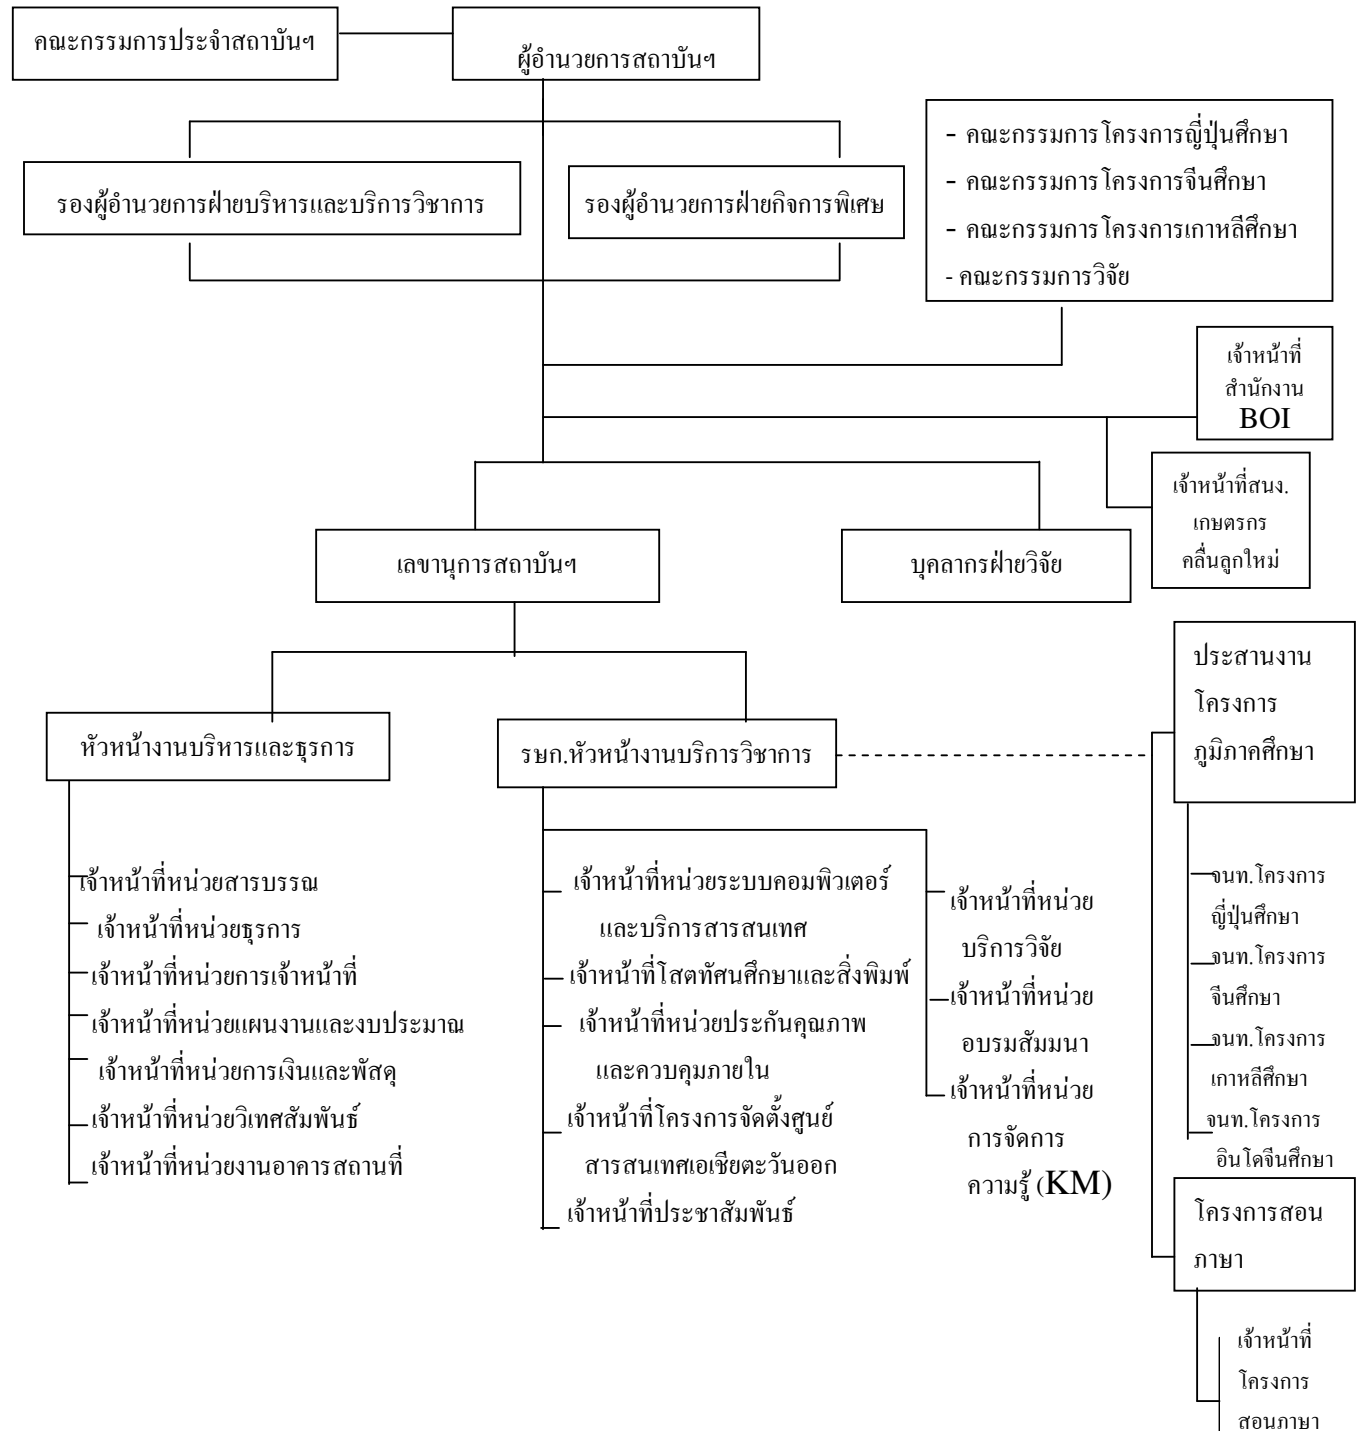 คณะกรรมการประจำสถาบันฯ
ผู้อำนวยการสถาบันฯ
รองผู้อำนวยการฝ่ายบริหารและบริการวิชาการ
รองผู้อำนวยการฝ่ายกิจการพิเศษ
- คณะกรรมการโครงการญี่ปุ่นศึกษา
- คณะกรรมการโครงการจีนศึกษา
- คณะกรรมการโครงการเกาหลีศึกษา
- คณะกรรมการวิจัย
เจ้าหน้าที่
สำนักงาน
BOI
เจ้าหน้าที่สนง.
เกษตรกร
คลื่นลูกใหม่
เลขานุการสถาบันฯ
บุคลากรฝ่ายวิจัย
หัวหน้างานบริหารและธุรการ
รษก.หัวหน้างานบริการวิชาการ
ประสานงาน
โครงการ
ภูมิภาคศึกษา
เจ้าหน้าที่หน่วยสารบรรณ
เจ้าหน้าที่หน่วยธุรการ
เจ้าหน้าที่หน่วยการเจ้าหน้าที่
เจ้าหน้าที่หน่วยแผนงานและงบประมาณ
เจ้าหน้าที่หน่วยการเงินและพัสดุ
เจ้าหน้าที่หน่วยวิเทศสัมพันธ์
เจ้าหน้าที่หน่วยงานอาคารสถานที่
เจ้าหน้าที่หน่วยระบบคอมพิวเตอร์
และบริการสารสนเทศ
เจ้าหน้าที่โสตทัศนศึกษาและสิ่งพิมพ์
เจ้าหน้าที่หน่วยประกันคุณภาพ
และควบคุมภายใน
เจ้าหน้าที่โครงการจัดตั้งศูนย์
สารสนเทศเอเชียตะวันออก
เจ้าหน้าที่ประชาสัมพันธ์
เจ้าหน้าที่หน่วย
บริการวิจัย
เจ้าหน้าที่หน่วย
อบรมสัมมนา
เจ้าหน้าที่หน่วย
การจัดการ
ความรู้ (KM)
จนท.โครงการ
ญี่ปุ่นศึกษา
จนท.โครงการ
จีนศึกษา
จนท.โครงการ
เกาหลีศึกษา
จนท.โครงการ
อินโดจีนศึกษา
โครงการสอน
ภาษา
เจ้าหน้าที่
โครงการ
สอนภาษา